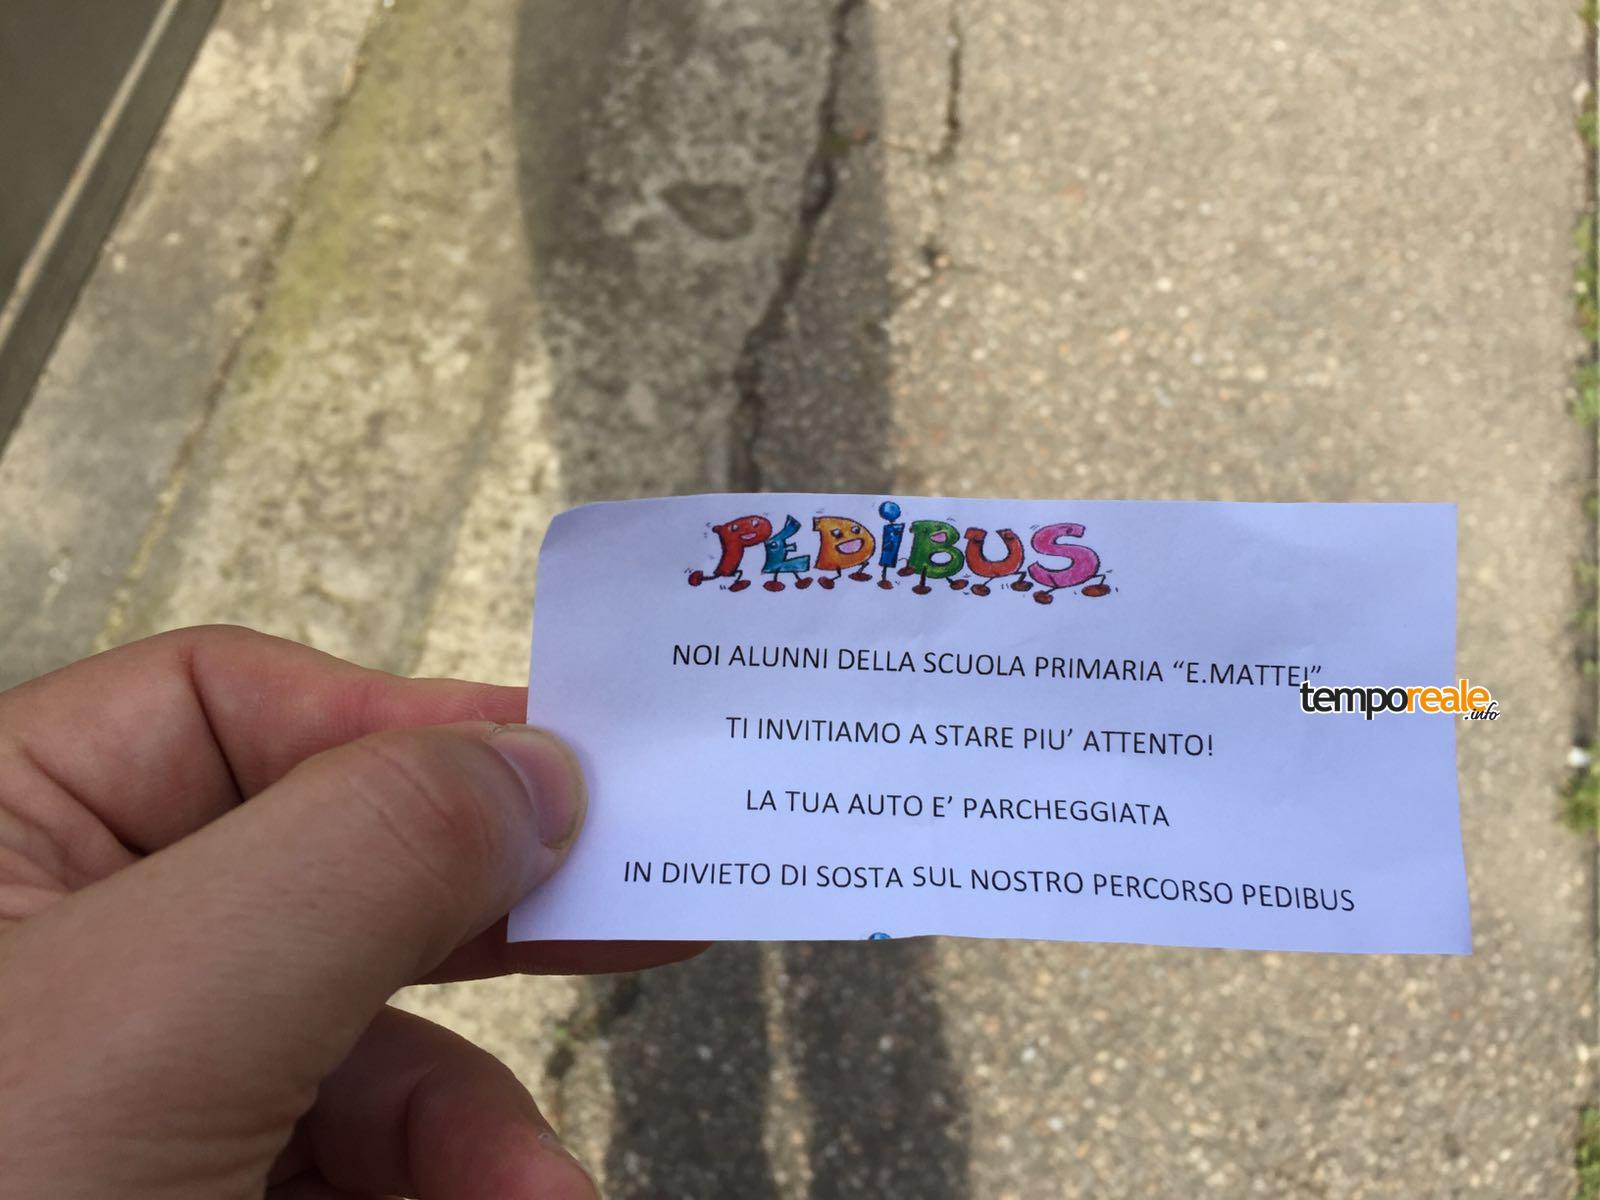 PEDIBUS
NOI ALUNNI DELLA SCUOLA PRIMARIA “E.MATTEI”
TI INVITIAMO A STARE PIU’ ATTENTO!
LA TUA AUTO E’ PARCHEGGIATA
IN DIVIETO DI SOSTA SUL NOSTRO PERCORSO PEDIBUS
temporeale.info